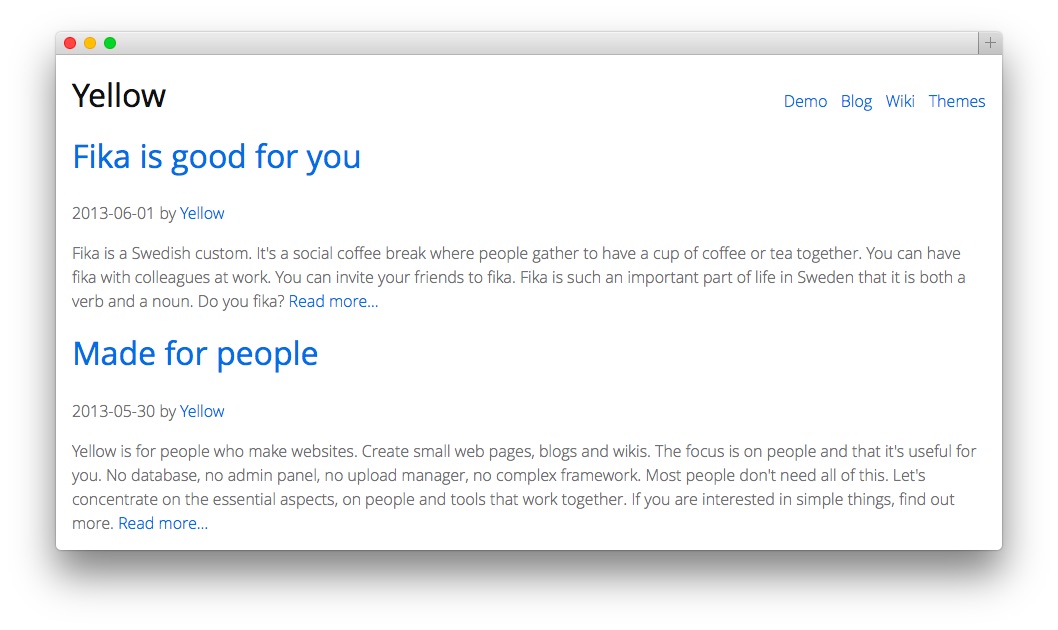 Yellow
Demo Blog Wiki Themes
Fika is good for you
2013-06-01 by Yellow
Fika is a Swedish custom. It's a social coffee break where people gather to have a cup of coffee or tea together. You can have
fika with colleagues at work. You can invite your friends to fika. Fika is such an important part of life in Sweden that it is both a
verb and a noun. Do you fika? Read more...
Made for people
2013-05-30 by Yellow
Yellow is for people who make websites. Create small web pages, blogs and wikis. The focus is on people and that it's useful for
you. No database, no admin panel, no upload manager, no complex framework. Most people don't need all of this. Let's
concentrate on the essential aspects, on people and tools that work together. If you are interested in simple things, find out
more. Read more...